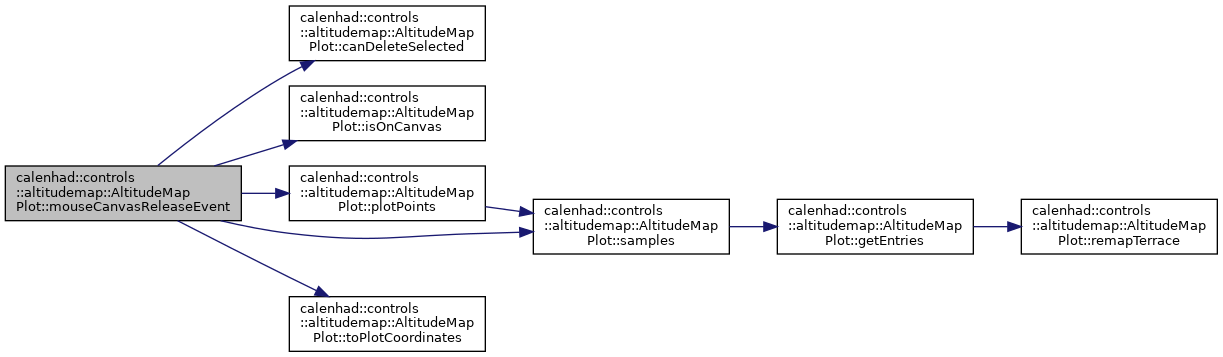 calenhad::controls
::altitudemap::AltitudeMap
Plot::canDeleteSelected
calenhad::controls
::altitudemap::AltitudeMap
Plot::isOnCanvas
calenhad::controls
::altitudemap::AltitudeMap
Plot::mouseCanvasReleaseEvent
calenhad::controls
::altitudemap::AltitudeMap
Plot::plotPoints
calenhad::controls
::altitudemap::AltitudeMap
Plot::samples
calenhad::controls
::altitudemap::AltitudeMap
Plot::getEntries
calenhad::controls
::altitudemap::AltitudeMap
Plot::remapTerrace
calenhad::controls
::altitudemap::AltitudeMap
Plot::toPlotCoordinates